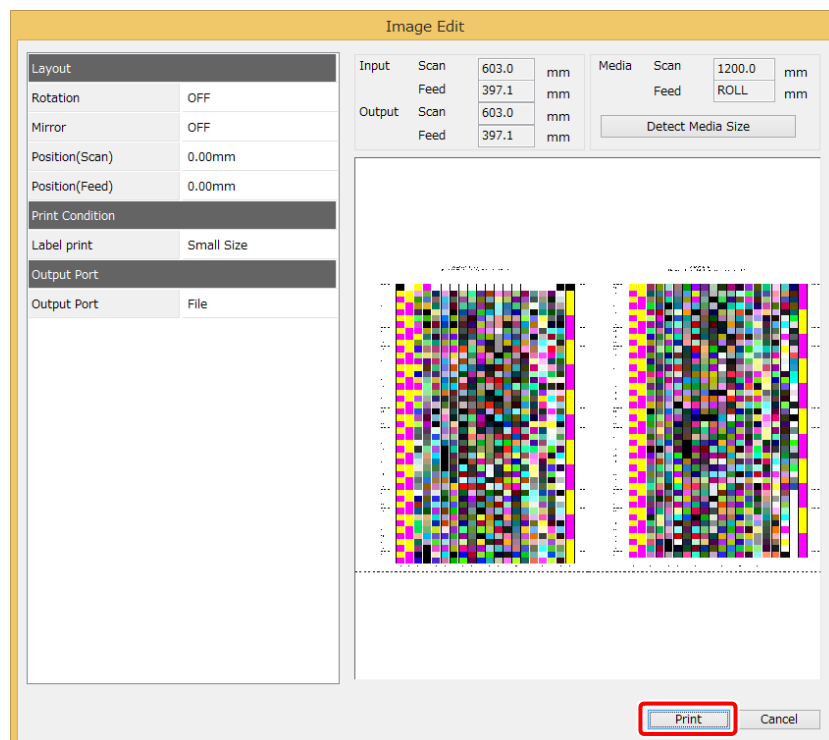 Image Edit
Layout
Rotation OFF
Mirror OFF
Position(Scan) 0.00mm
Position(Feed) 0.00mm
Print Condition
Label print Small Size
Output Port
Output Port File
Input Scan 603.0 mm
Feed 397.1 mm
Output Scan 603.0 mm
Feed 397.1 mm
Media Scan 1200.0 mm
Feed ROLL mm
Detect Media Size
Print Cancel